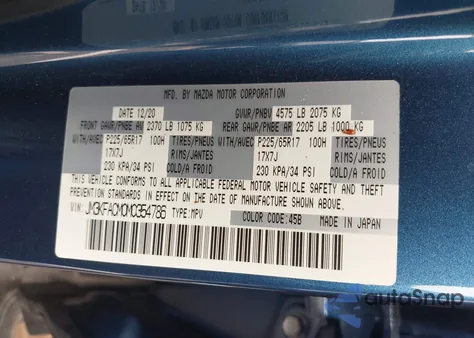 MFD. BY MAZDA MOTOR CORPORATION
DATE 12/20
GVWR/PNBV 4575 LB 2075 KG
FRONT GAWR/PNBE AV 2370 LB 1075 KG
REAR GAWR/PNBE AR 2205 LB 1000 KG
WITH/AVEC P225/65R17 100H TIRES/PNEUS
17X7J RIMS/JANTES
230 KPA/34 PSI COLD/A FROID
WITH/AVEC P225/65R17 100H TIRES/PNEUS
17X7J RIMS/JANTES
230 KPA/34 PSI COLD/A FROID
THIS VEHICLE CONFORMS TO ALL APPLICABLE FEDERAL MOTOR VEHICLE SAFETY AND
THEFT PREVENTION STANDARDS IN EFFECT ON THE DATE OF MANUFACTURE SHOWN ABOVE.
VIN: JM3KFACM0M0354786 TYPE:MPV
COLOR CODE:45B
MADE IN JAPAN
autoSnap